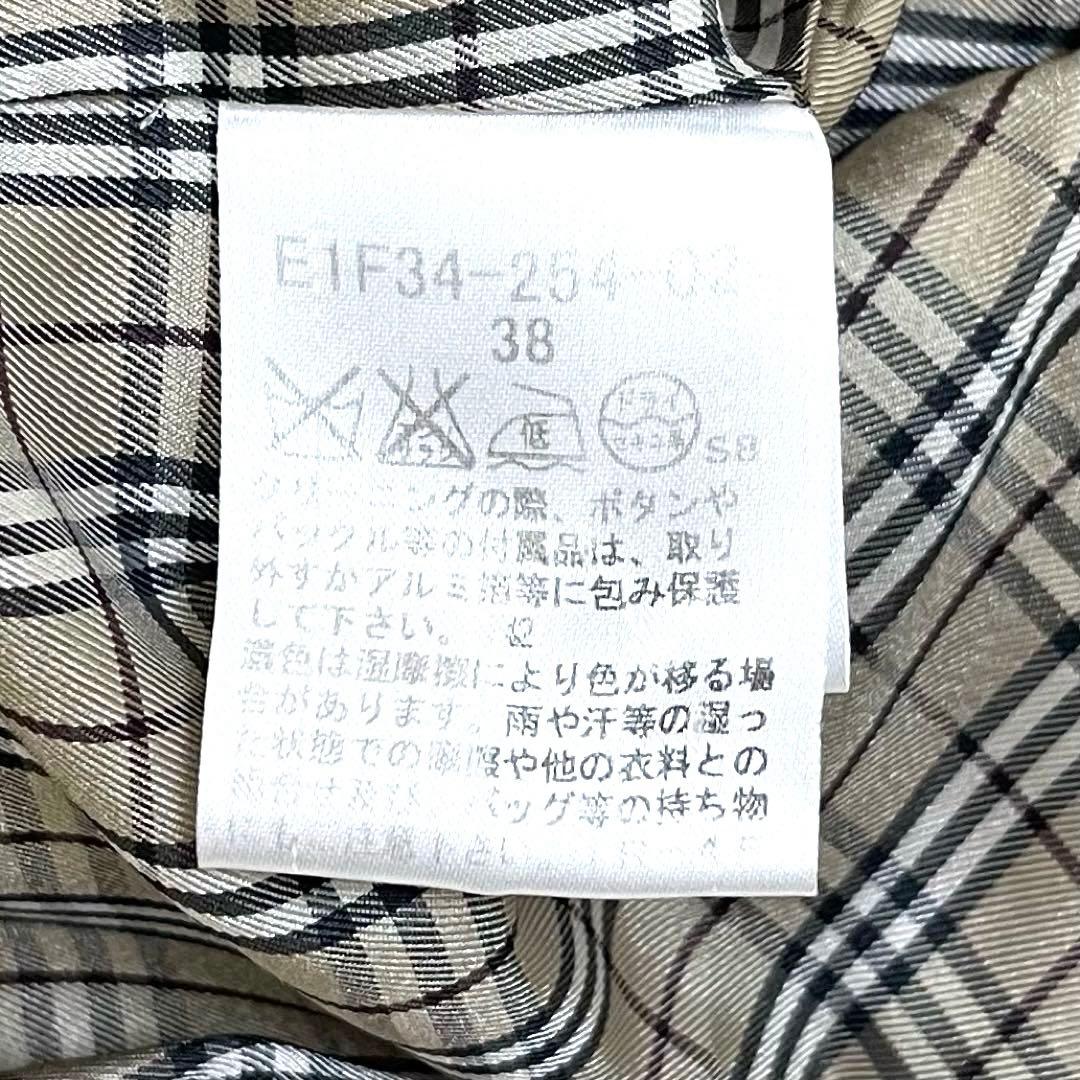 E1F34-254-03
38
低 ドライ セキユ系 SB
クリーニングの際、ボタンや
バックル等の付属品は、取り
外すかアルミ箔等に包み保護
して下さい。 62
濃色は湿摩擦により色が移る場
合があります。雨や汗等の湿っ
た状態での着用や他の衣料との
バッグ等の持ち物